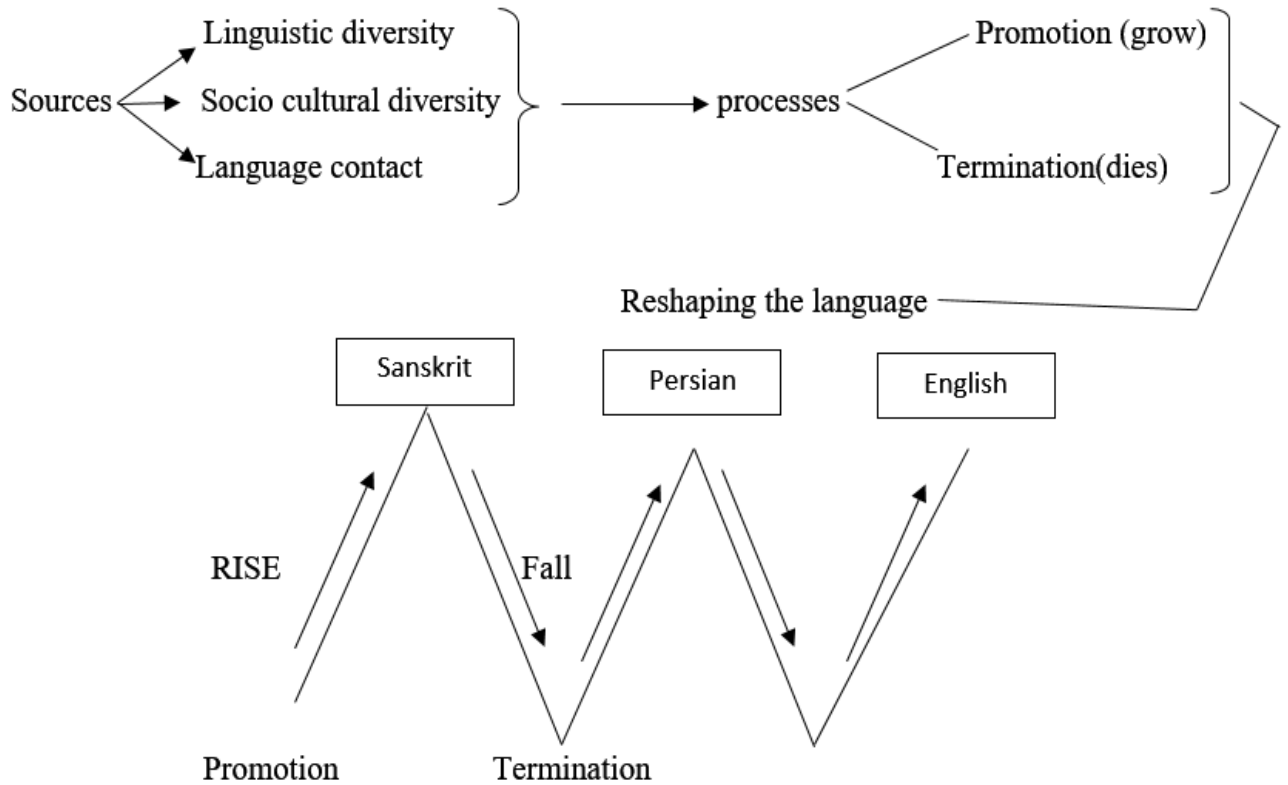 Linguistic diversity
Promotion (grow)
Sources
Socio cultural diversity
processes
Language contact
Termination(dies)
Reshaping the language
Sanskrit
Persian
English
RISE
Fall
Promotion
Termination